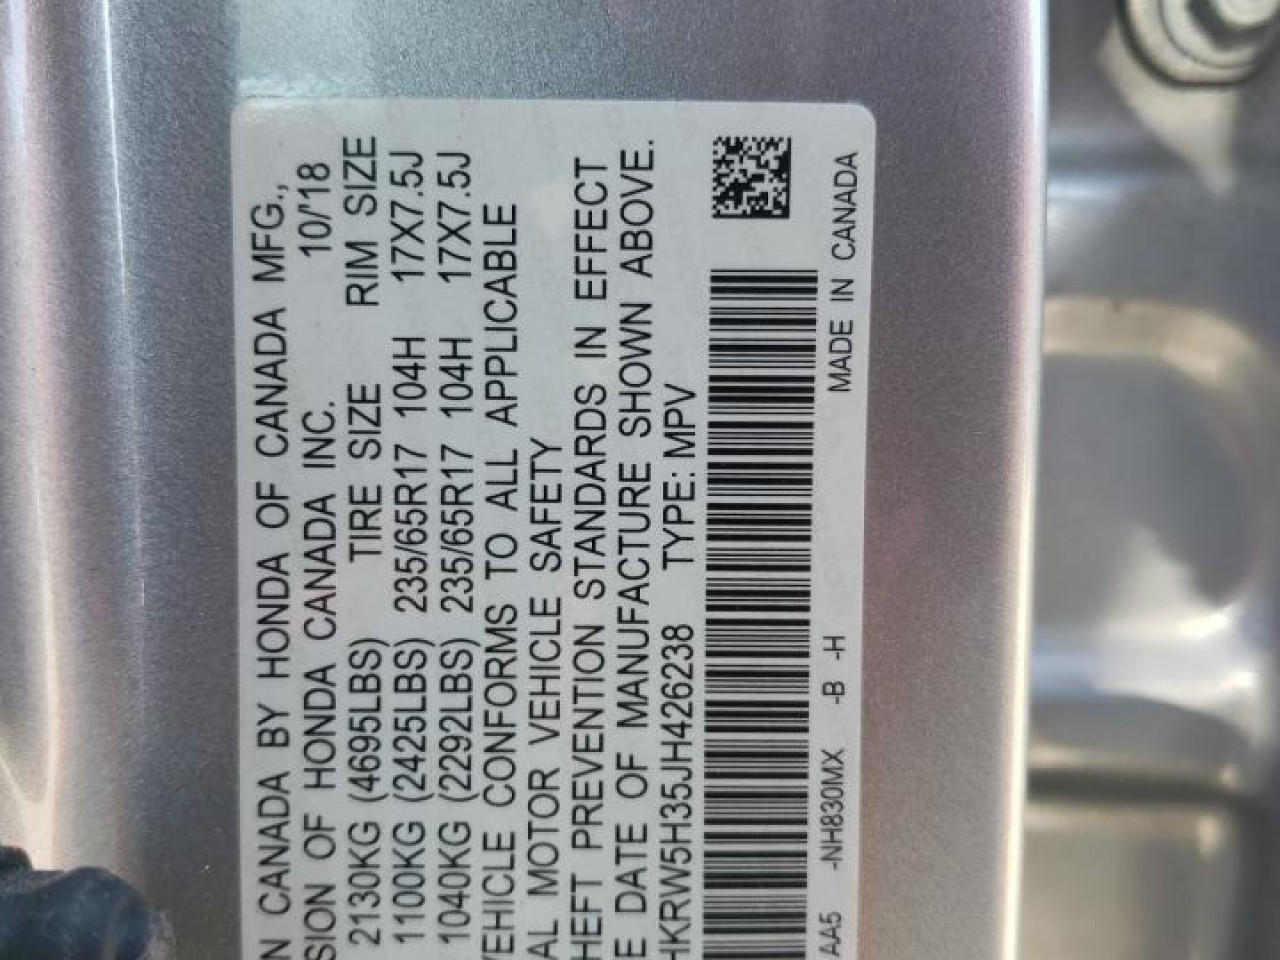 N CANADA BY HONDA OF CANADA MFG.,
SION OF HONDA CANADA INC. 10/'18
TIRE SIZE RIM SIZE
2130KG (4695LBS)
1100KG (2425LBS) 235/65R17 104H 17X7.5J
1040KG (2292LBS) 235/65R17 104H 17X7.5J
VEHICLE CONFORMS TO ALL APPLICABLE
AL MOTOR VEHICLE SAFETY
HEFT PREVENTION STANDARDS IN EFFECT
E DATE OF MANUFACTURE SHOWN ABOVE.
HKRW5H35JH426238 TYPE: MPV
AA5 -NH830MX -B -H MADE IN CANADA